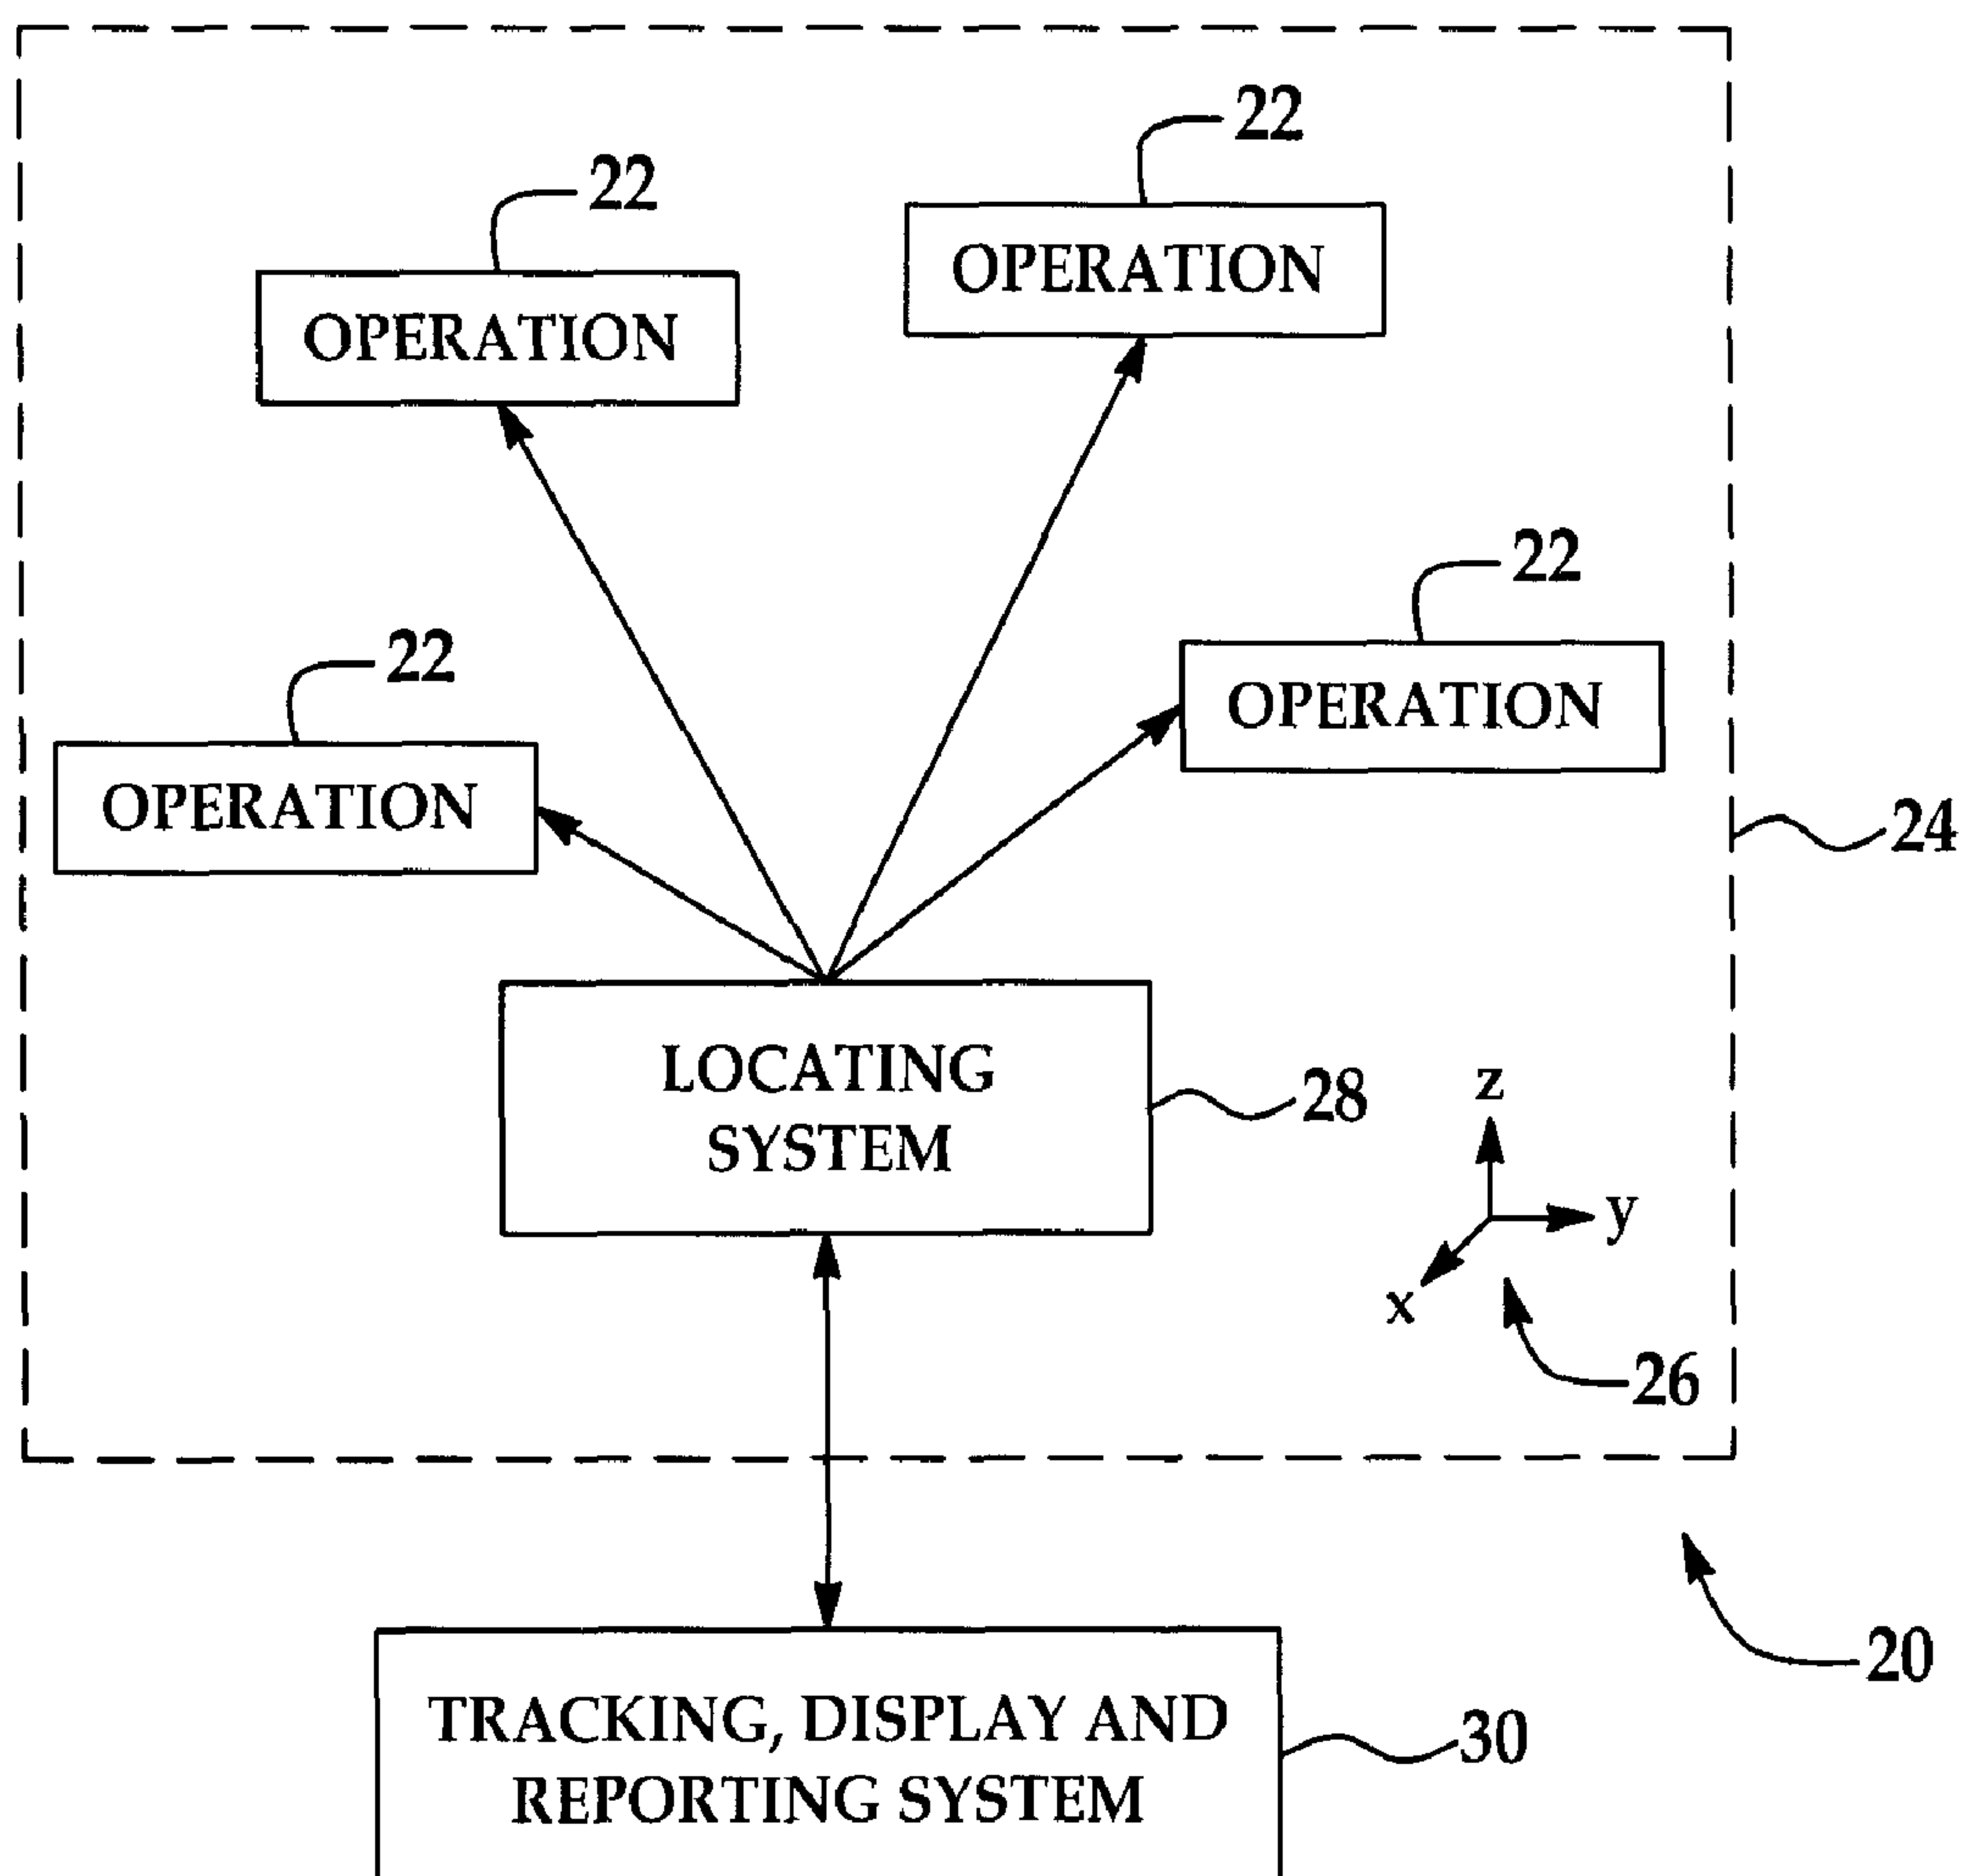 22
22
OPERATION
OPERATION
22
22
OPERATION
OPERATION
24
LOCATING
SYSTEM
28
z
y
x
26
20
TRACKING, DISPLAY AND
REPORTING SYSTEM
30